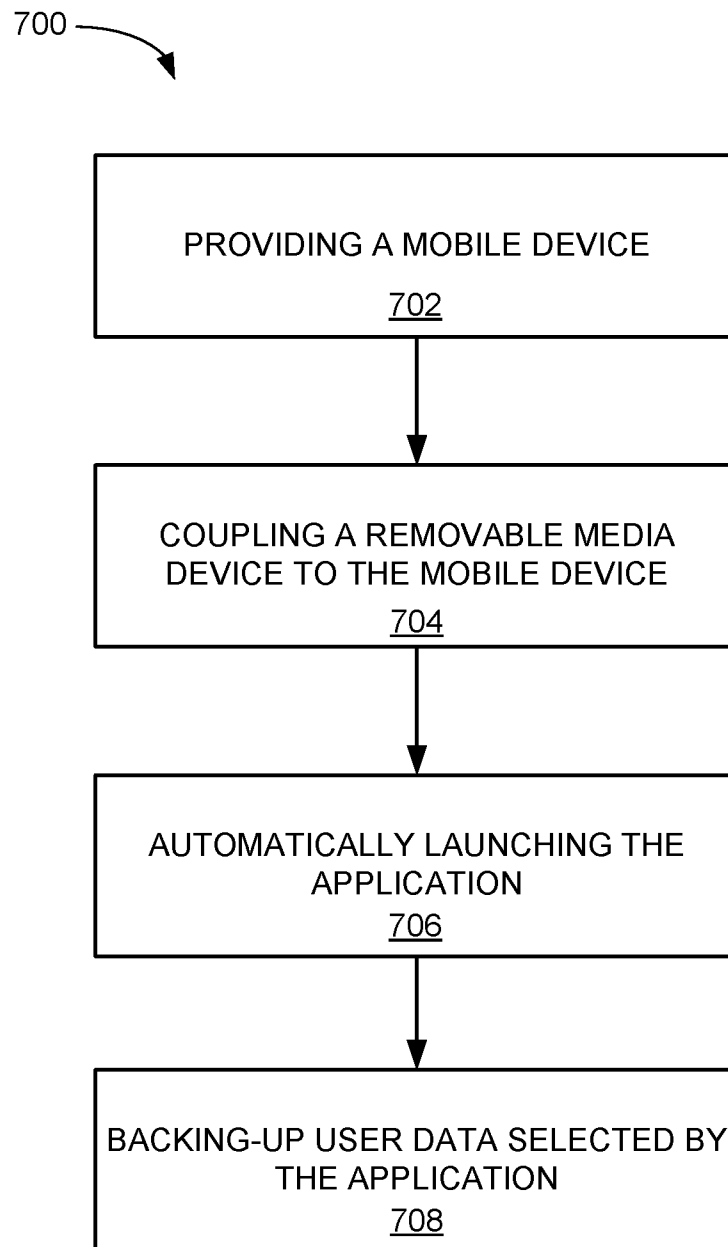 700
PROVIDING A MOBILE DEVICE
702
COUPLING A REMOVABLE MEDIA
DEVICE TO THE MOBILE DEVICE
704
AUTOMATICALLY LAUNCHING THE
APPLICATION
706
BACKING-UP USER DATA SELECTED BY
THE APPLICATION
708